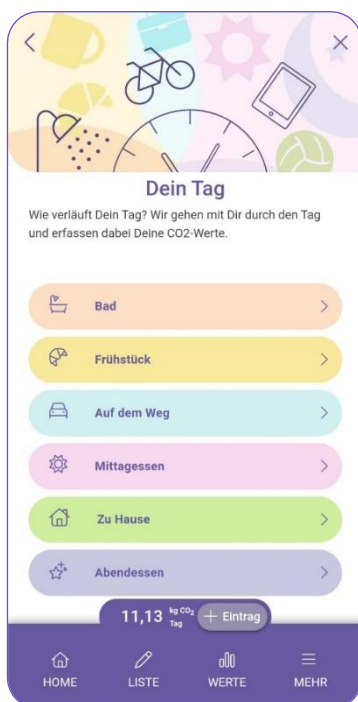 Dein Tag
Wie verläuft Dein Tag? Wir gehen mit Dir durch den Tag
und erfassen dabei Deine CO2-Werte.
Bad
Frühstück
Auf dem Weg
Mittagessen
Zu Hause
Abendessen
11,13 kg CO₂ Tag + Eintrag
HOME LISTE WERTE MEHR